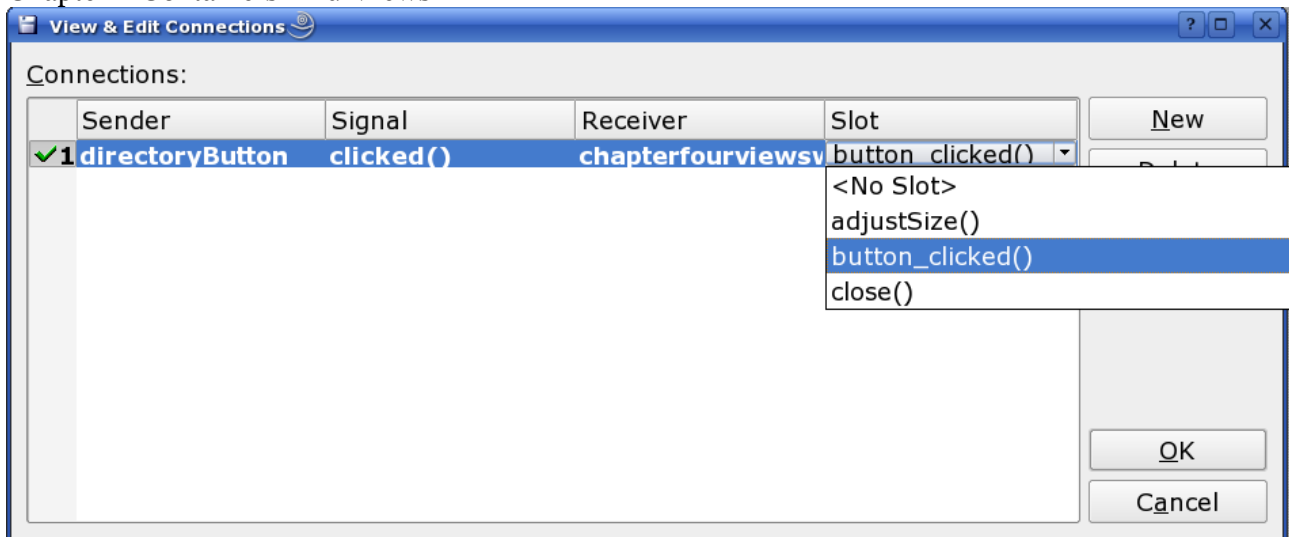 View & Edit Connections
?
X
Connections:
Sender Signal Receiver Slot
New
1 directoryButton clicked() chapterfourviewsw button_clicked()
<No Slot>
adjustSize()
button_clicked()
close()
OK
Cancel